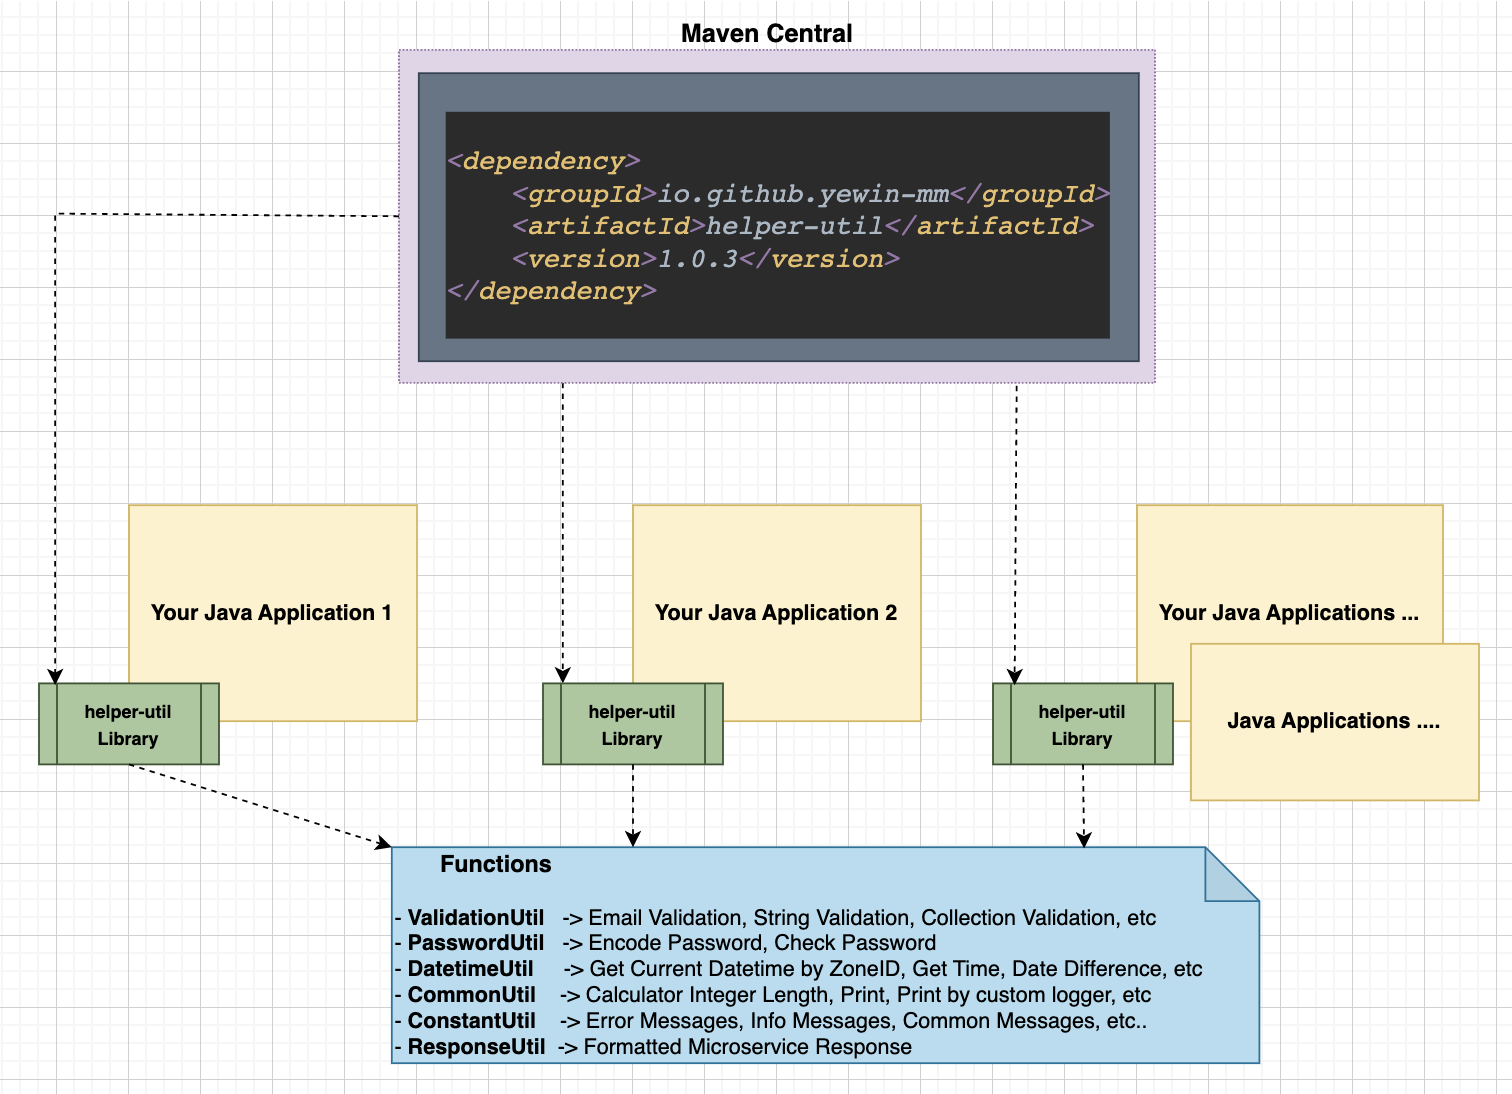 Maven Central
<dependency>
<groupId>io.github.yewin-mm</groupId>
<artifactId>helper-util</artifactId>
<version>1.0.3</version>
</dependency>
Your Java Application 1
Your Java Application 2
Your Java Applications ...
Java Applications ....
helper-util
Library
helper-util
Library
helper-util
Library
Functions
- ValidationUtil -> Email Validation, String Validation, Collection Validation, etc
- PasswordUtil -> Encode Password, Check Password
- DatetimeUtil -> Get Current Datetime by ZoneID, Get Time, Date Difference, etc
- CommonUtil -> Calculator Integer Length, Print, Print by custom logger, etc
- ConstantUtil -> Error Messages, Info Messages, Common Messages, etc..
- ResponseUtil -> Formatted Microservice Response